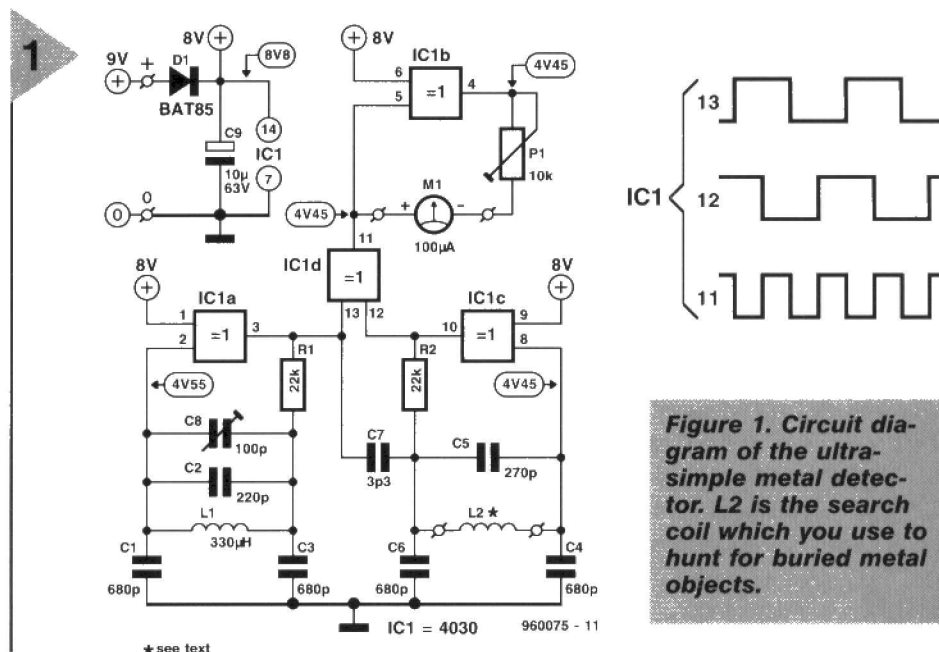 1
8V
8V8
9V
+
D1
BAT85
C9
10µ
63V
14
IC1
7
0
0
8V
IC1b
6
5
=1
4
4V45
P1
10k
M1
+
-
100µA
4V45
11
IC1d
=1
13
12
8V
IC1a
1
2
=1
3
R1
22k
4V55
C8
100p
C2
220p
L1
330µH
C1
680p
C3
680p
IC1c
10
=1
9
8
8V
R2
22k
4V45
C7
3p3
C5
270p
L2★
C6
680p
C4
680p
IC1 = 4030
960075 - 11
★ see text
IC1
13
12
11
Figure 1. Circuit dia-
gram of the ultra-
simple metal detec-
tor. L2 is the search
coil which you use to
hunt for buried metal
objects.